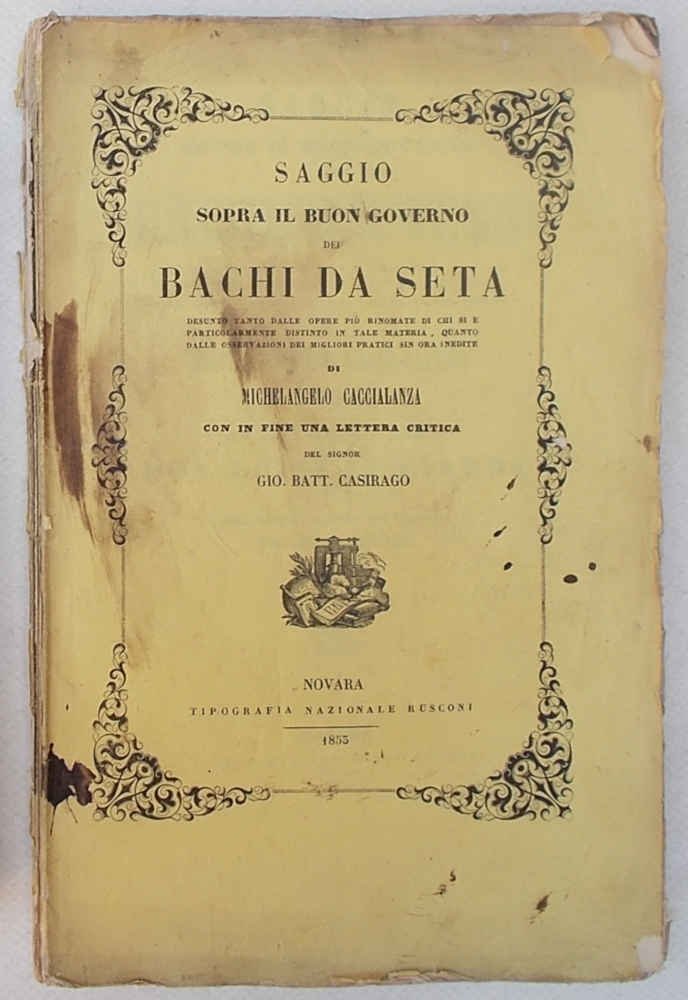 SAGGIO
SOPRA IL BUON GOVERNO
DEI
BACHI DA SETA
DESUNTO TANTO DALLE OPERE PIÙ RINOMATE DI CHI SI È
PARTICOLARMENTE DISTINTO IN TALE MATERIA, QUANTO
DALLE OSSERVAZIONI DEI MIGLIORI PRATICI SIN ORA INEDITE
DI
MICHELANGELO CACCIALANZA
CON IN FINE UNA LETTERA CRITICA
DEL SIGNOR
GIO. BATT. CASIRAGO
NOVARA
TIPOGRAFIA NAZIONALE RUSCONI
1853